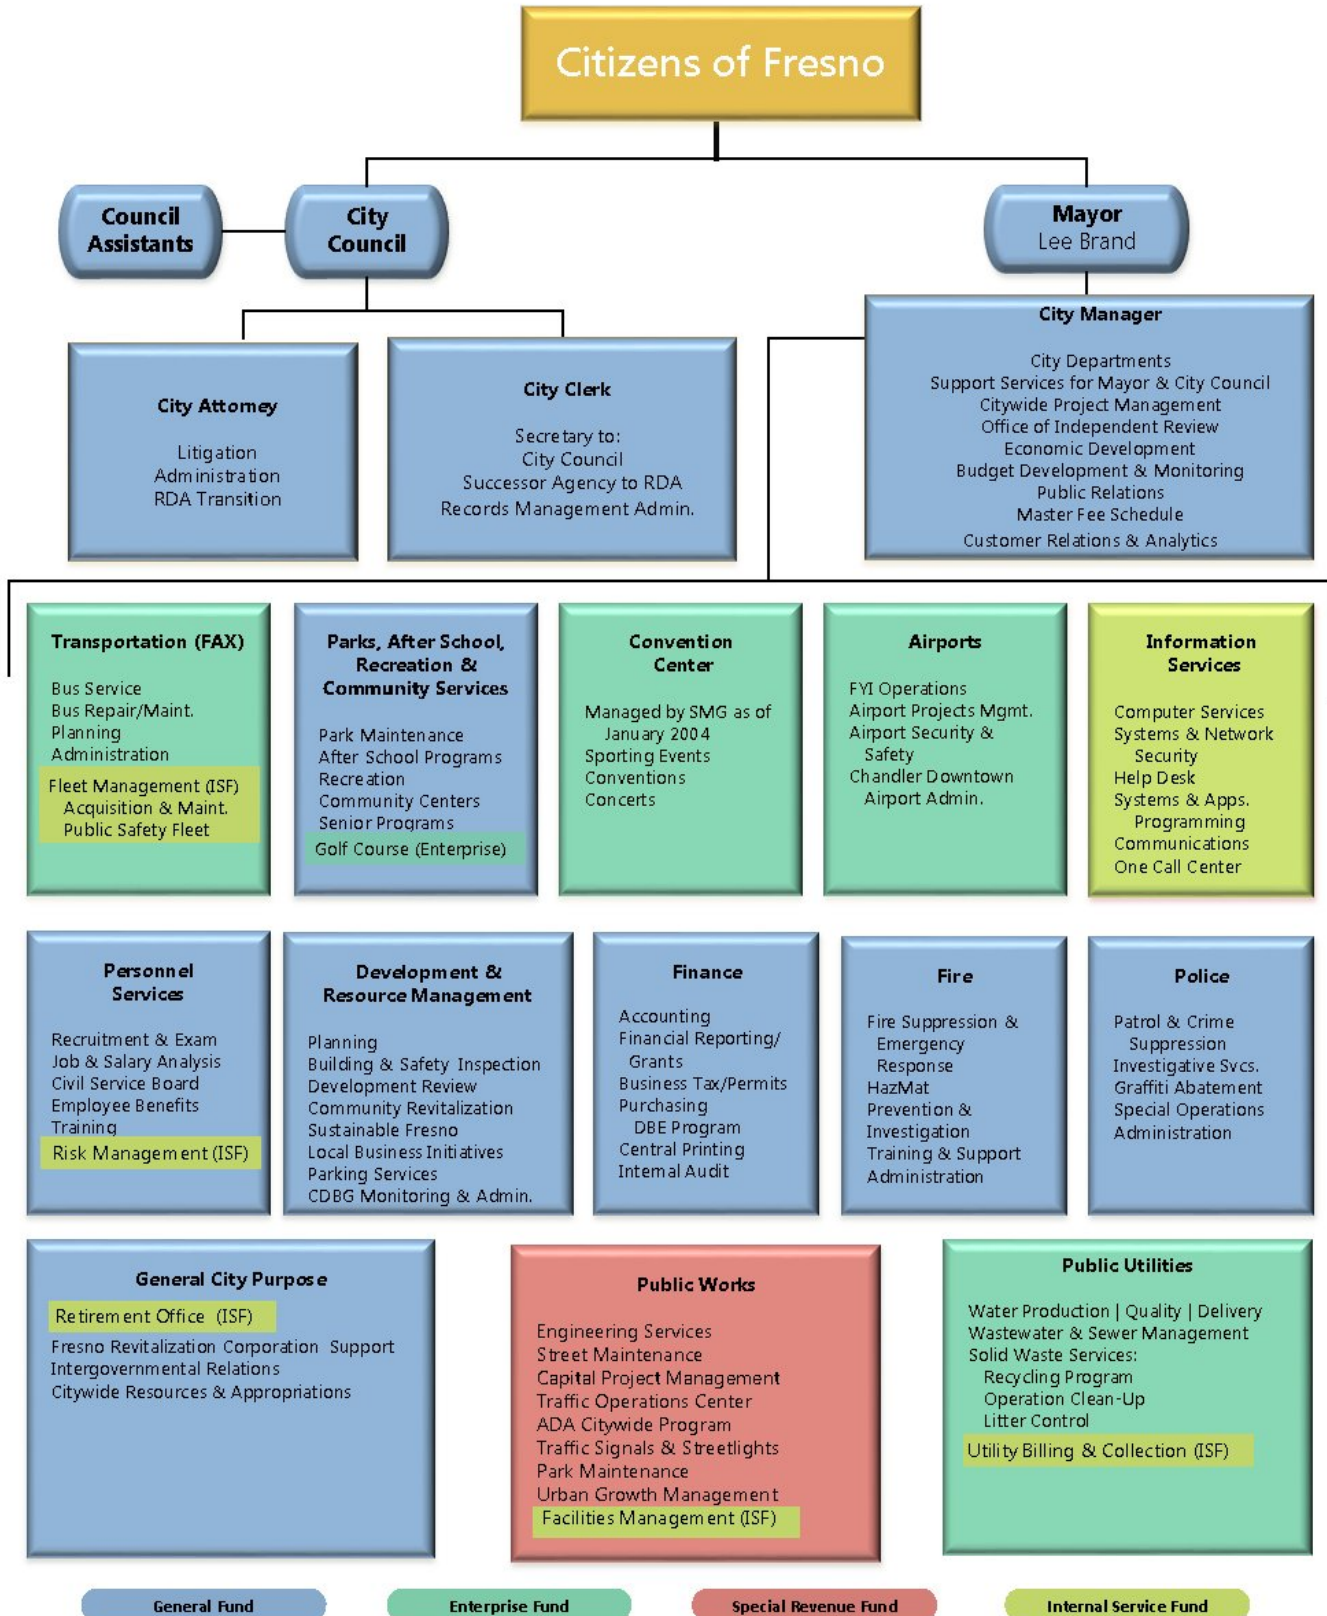 Citizens of Fresno
Council
Assistants
City
Council
Mayor
Lee Brand
City Attorney
Litigation
Administration
RDA Transition
City Clerk
Secretary to:
City Council
Successor Agency to RDA
Records Management Admin.
City Manager
City Departments
Support Services for Mayor & City Council
Citywide Project Management
Office of Independent Review
Economic Development
Budget Development & Monitoring
Public Relations
Master Fee Schedule
Customer Relations & Analytics
Transportation (FAX)
Bus Service
Bus Repair/Maint.
Planning
Administration
Fleet Management (ISF)
Acquisition & Maint.
Public Safety Fleet
Parks, After School,
Recreation &
Community Services
Park Maintenance
After School Programs
Recreation
Community Centers
Senior Programs
Golf Course (Enterprise)
Convention
Center
Managed by SMG as of
January 2004
Sporting Events
Conventions
Concerts
Airports
FYI Operations
Airport Projects Mgmt.
Airport Security &
Safety
Chandler Downtown
Airport Admin.
Information
Services
Computer Services
Systems & Network
Security
Help Desk
Systems & Apps.
Programming
Communications
One Call Center
Personnel
Services
Recruitment & Exam
Job & Salary Analysis
Civil Service Board
Employee Benefits
Training
Risk Management (ISF)
Development &
Resource Management
Planning
Building & Safety Inspection
Development Review
Community Revitalization
Sustainable Fresno
Local Business Initiatives
Parking Services
CDBG Monitoring & Admin.
Finance
Accounting
Financial Reporting/
Grants
Business Tax/Permits
Purchasing
DBE Program
Central Printing
Internal Audit
Fire
Fire Suppression &
Emergency
Response
HazMat
Prevention &
Investigation
Training & Support
Administration
Police
Patrol & Crime
Suppression
Investigative Svcs.
Graffiti Abatement
Special Operations
Administration
General City Purpose
Retirement Office (ISF)
Fresno Revitalization Corporation Support
Intergovernmental Relations
Citywide Resources & Appropriations
Public Works
Engineering Services
Street Maintenance
Capital Project Management
Traffic Operations Center
ADA Citywide Program
Traffic Signals & Streetlights
Park Maintenance
Urban Growth Management
Facilities Management (ISF)
Public Utilities
Water Production | Quality | Delivery
Wastewater & Sewer Management
Solid Waste Services:
Recycling Program
Operation Clean-Up
Litter Control
Utility Billing & Collection (ISF)
General Fund
Enterprise Fund
Special Revenue Fund
Internal Service Fund